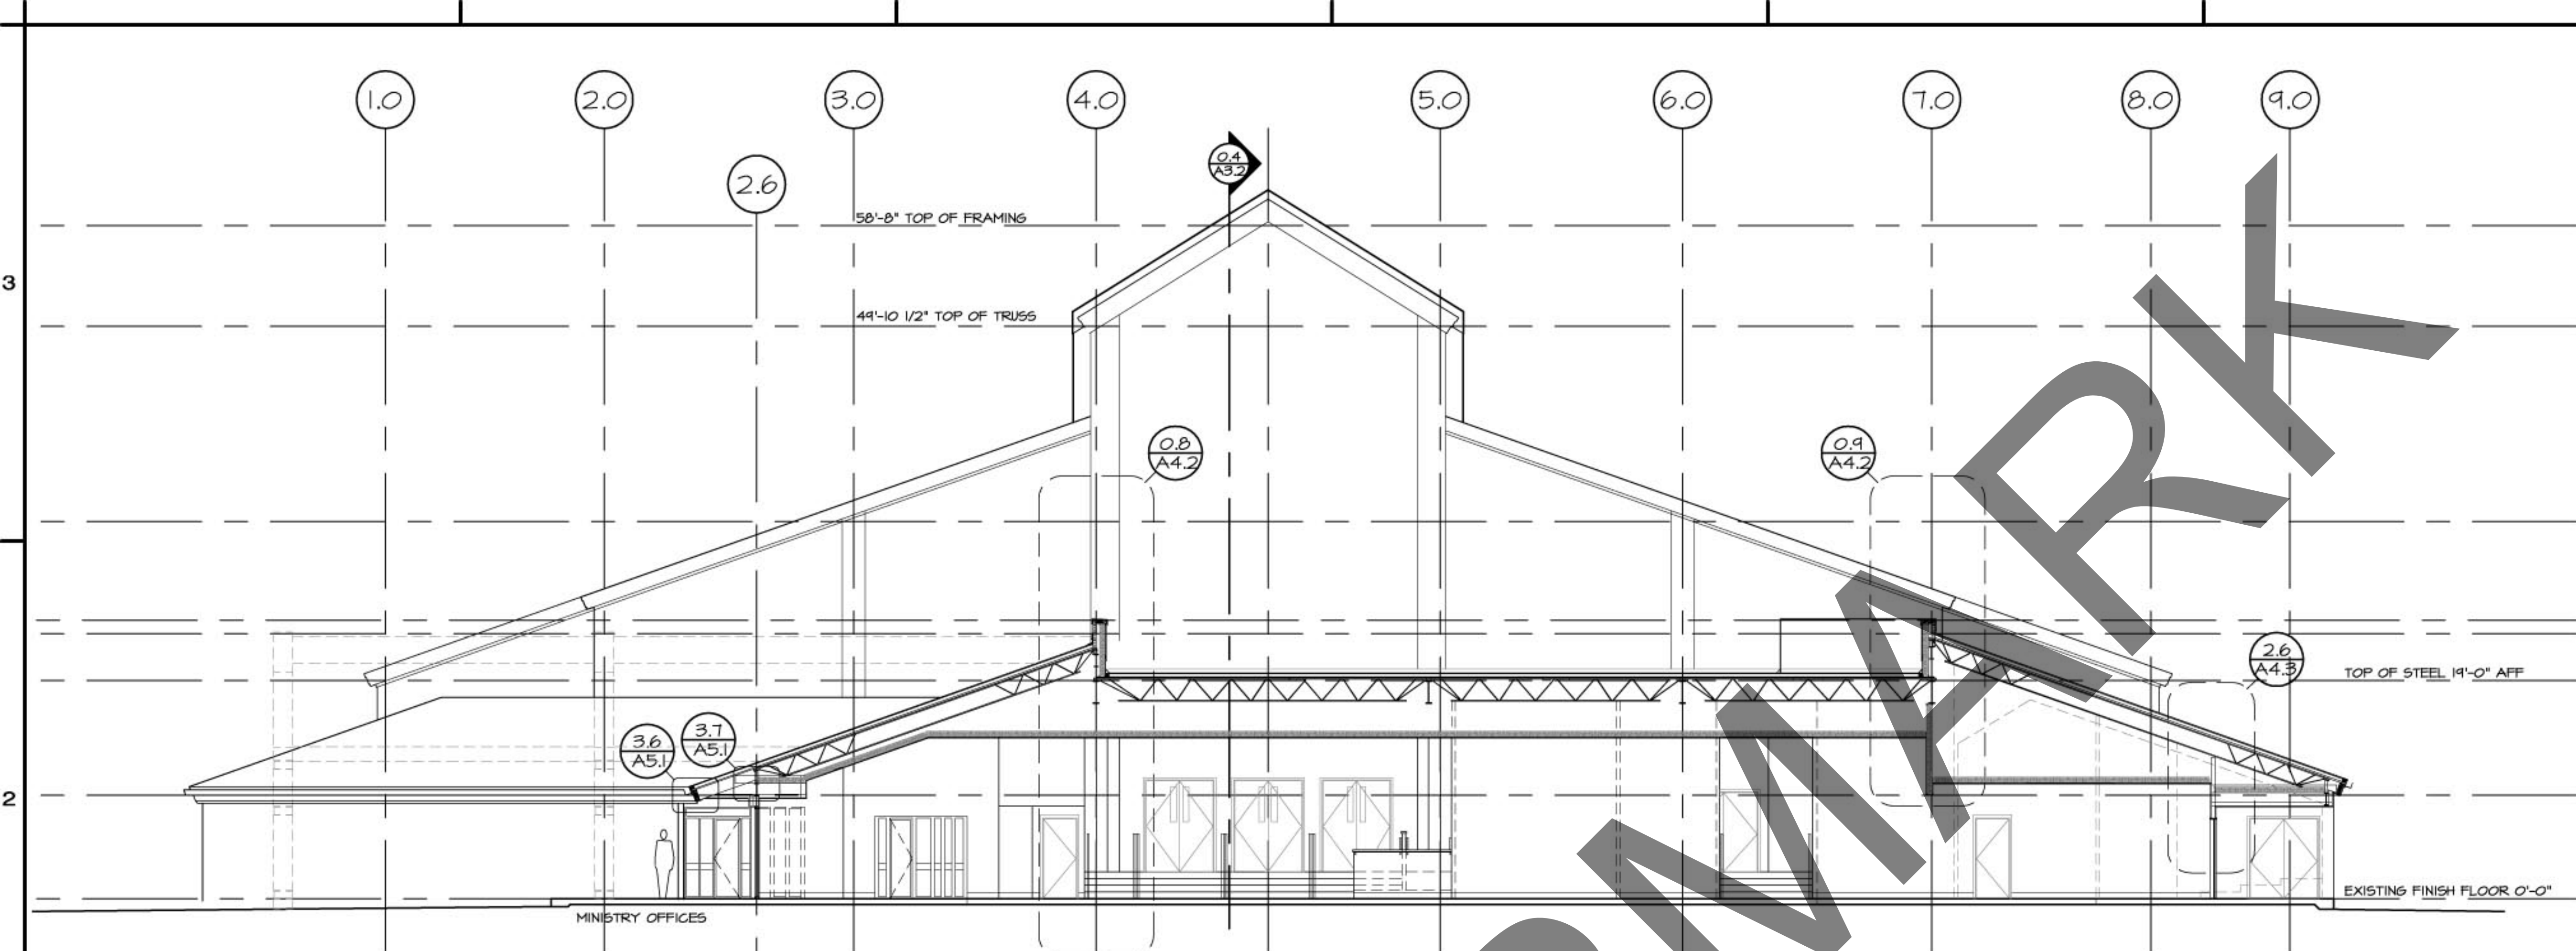 1.0
2.0
3.0
4.0
5.0
6.0
7.0
8.0
9.0
2.6
0.4
A3.2
58'-8" TOP OF FRAMING
3
49'-10 1/2" TOP OF TRUSS
0.8
A4.2
0.9
A4.2
2.6
A4.3
TOP OF STEEL 19'-0" AFF
3.6
A5.1
3.7
A5.1
2
EXISTING FINISH FLOOR 0'-0"
MINISTRY OFFICES
RMARK